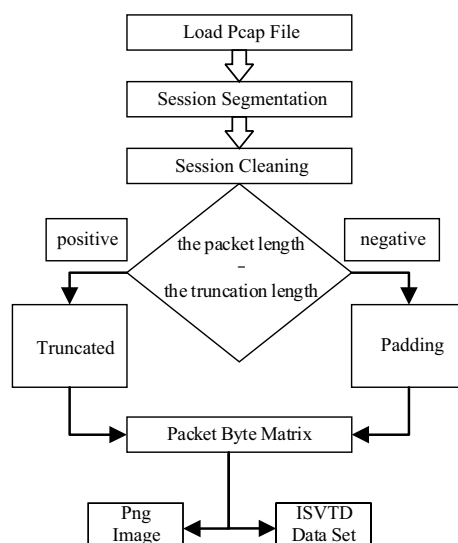 Load Pcap File
Session Segmentation
Session Cleaning
positive
negative
the packet length
-
the truncation length
Truncated
Padding
Packet Byte Matrix
Png
Image
ISVTD
Data Set